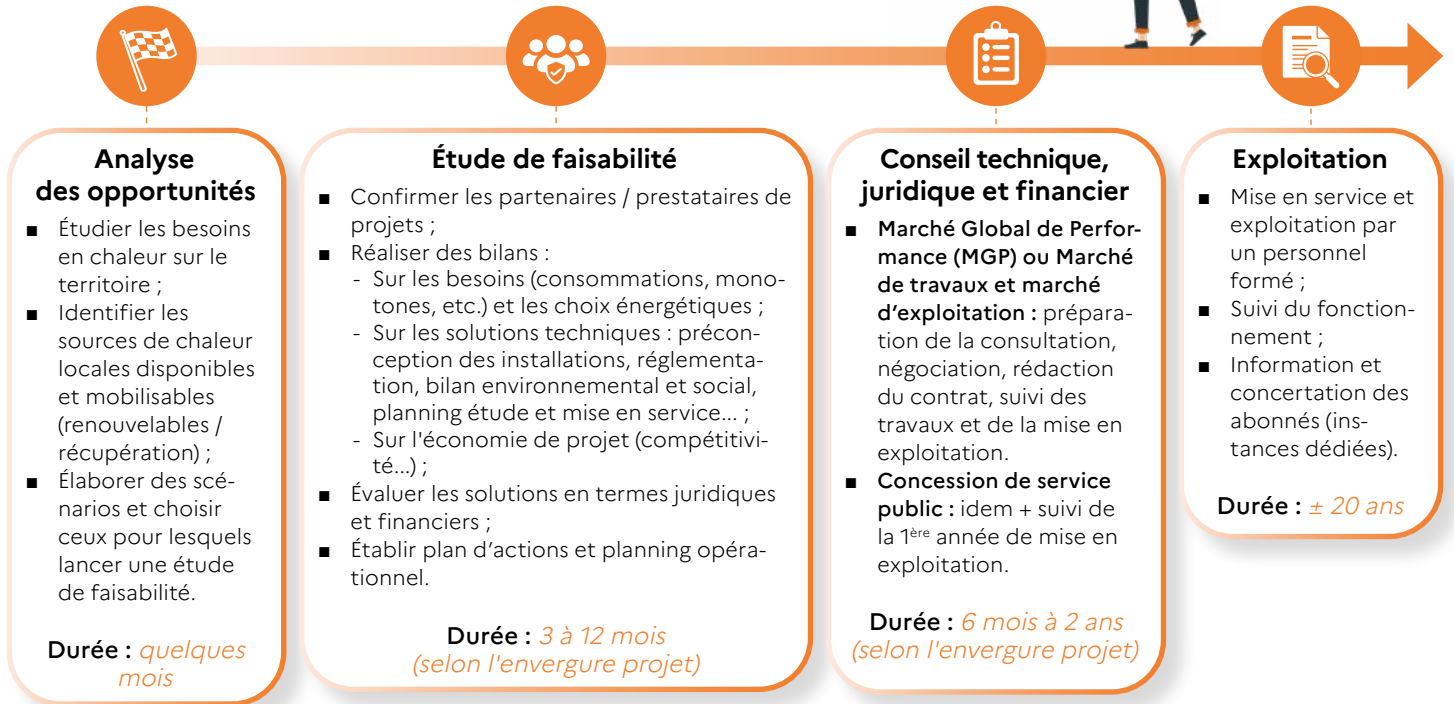 Analyse
des opportunités
■ Étudier les besoins
en chaleur sur le
territoire ;
■ Identifier les
sources de chaleur
locales disponibles
et mobilisables
(renouvelables /
récupération) ;
■ Élaborer des scé-
narios et choisir
ceux pour lesquels
lancer une étude
de faisabilité.
Durée : quelques
mois
Étude de faisabilité
■ Confirmer les partenaires / prestataires de
projets ;
■ Réaliser des bilans :
- Sur les besoins (consommations, mono-
tones, etc.) et les choix énergétiques ;
- Sur les solutions techniques : précon-
ception des installations, réglementa-
tion, bilan environnemental et social,
planning étude et mise en service... ;
- Sur l'économie de projet (compétitivi-
té...) ;
■ Évaluer les solutions en termes juridiques
et financiers ;
■ Établir plan d’actions et planning opéra-
tionnel.
Durée : 3 à 12 mois
(selon l'envergure projet)
Conseil technique,
juridique et financier
■ Marché Global de Perfor-
mance (MGP) ou Marché
de travaux et marché
d’exploitation : prépara-
tion de la consultation,
négociation, rédaction
du contrat, suivi des
travaux et de la mise en
exploitation.
■ Concession de service
public : idem + suivi de
la 1ère année de mise en
exploitation.
Durée : 6 mois à 2 ans
(selon l'envergure projet)
Exploitation
■ Mise en service et
exploitation par
un personnel
formé ;
■ Suivi du fonction-
nement ;
■ Information et
concertation des
abonnés (ins-
tances dédiées).
Durée : ± 20 ans